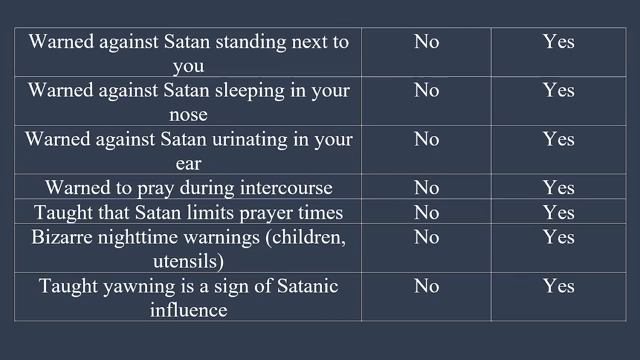 Warned against Satan standing next to No Yes
you
Warned against Satan sleeping in your No Yes
nose
Warned against Satan urinating in your No Yes
ear
Warned to pray during intercourse No Yes
Taught that Satan limits prayer times No Yes
Bizarre nighttime warnings (children, No Yes
utensils)
Taught yawning is a sign of Satanic No Yes
influence